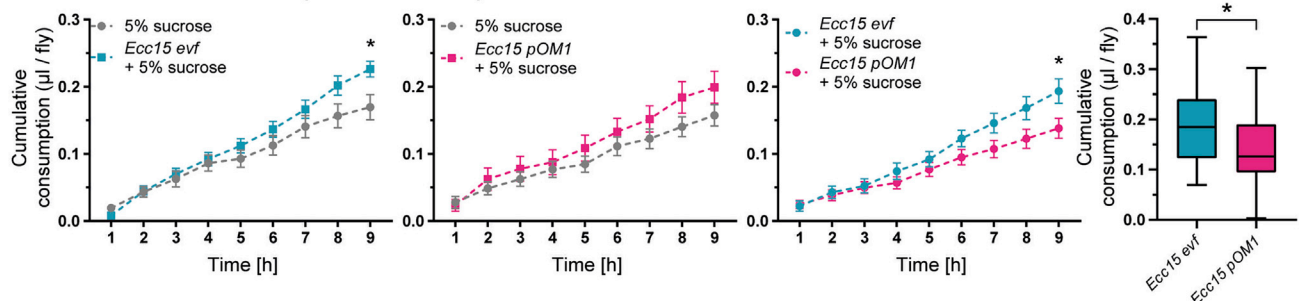 Cumulative
consumption (µl / fly)
0.3
0.2
0.1
0.0
5% sucrose
Ecc15 evf
+ 5% sucrose
*
1 2 3 4 5 6 7 8 9
Time [h]
0.3
0.2
0.1
0.0
5% sucrose
Ecc15 pOM1
+ 5% sucrose
1 2 3 4 5 6 7 8 9
Time [h]
0.3
0.2
0.1
0.0
Ecc15 evf
+ 5% sucrose
Ecc15 pOM1
+ 5% sucrose
*
1 2 3 4 5 6 7 8 9
Time [h]
Cumulative
consumption (µl / fly)
0.4
0.3
0.2
0.1
0.0
*
Ecc15 evf
Ecc15 pOM1